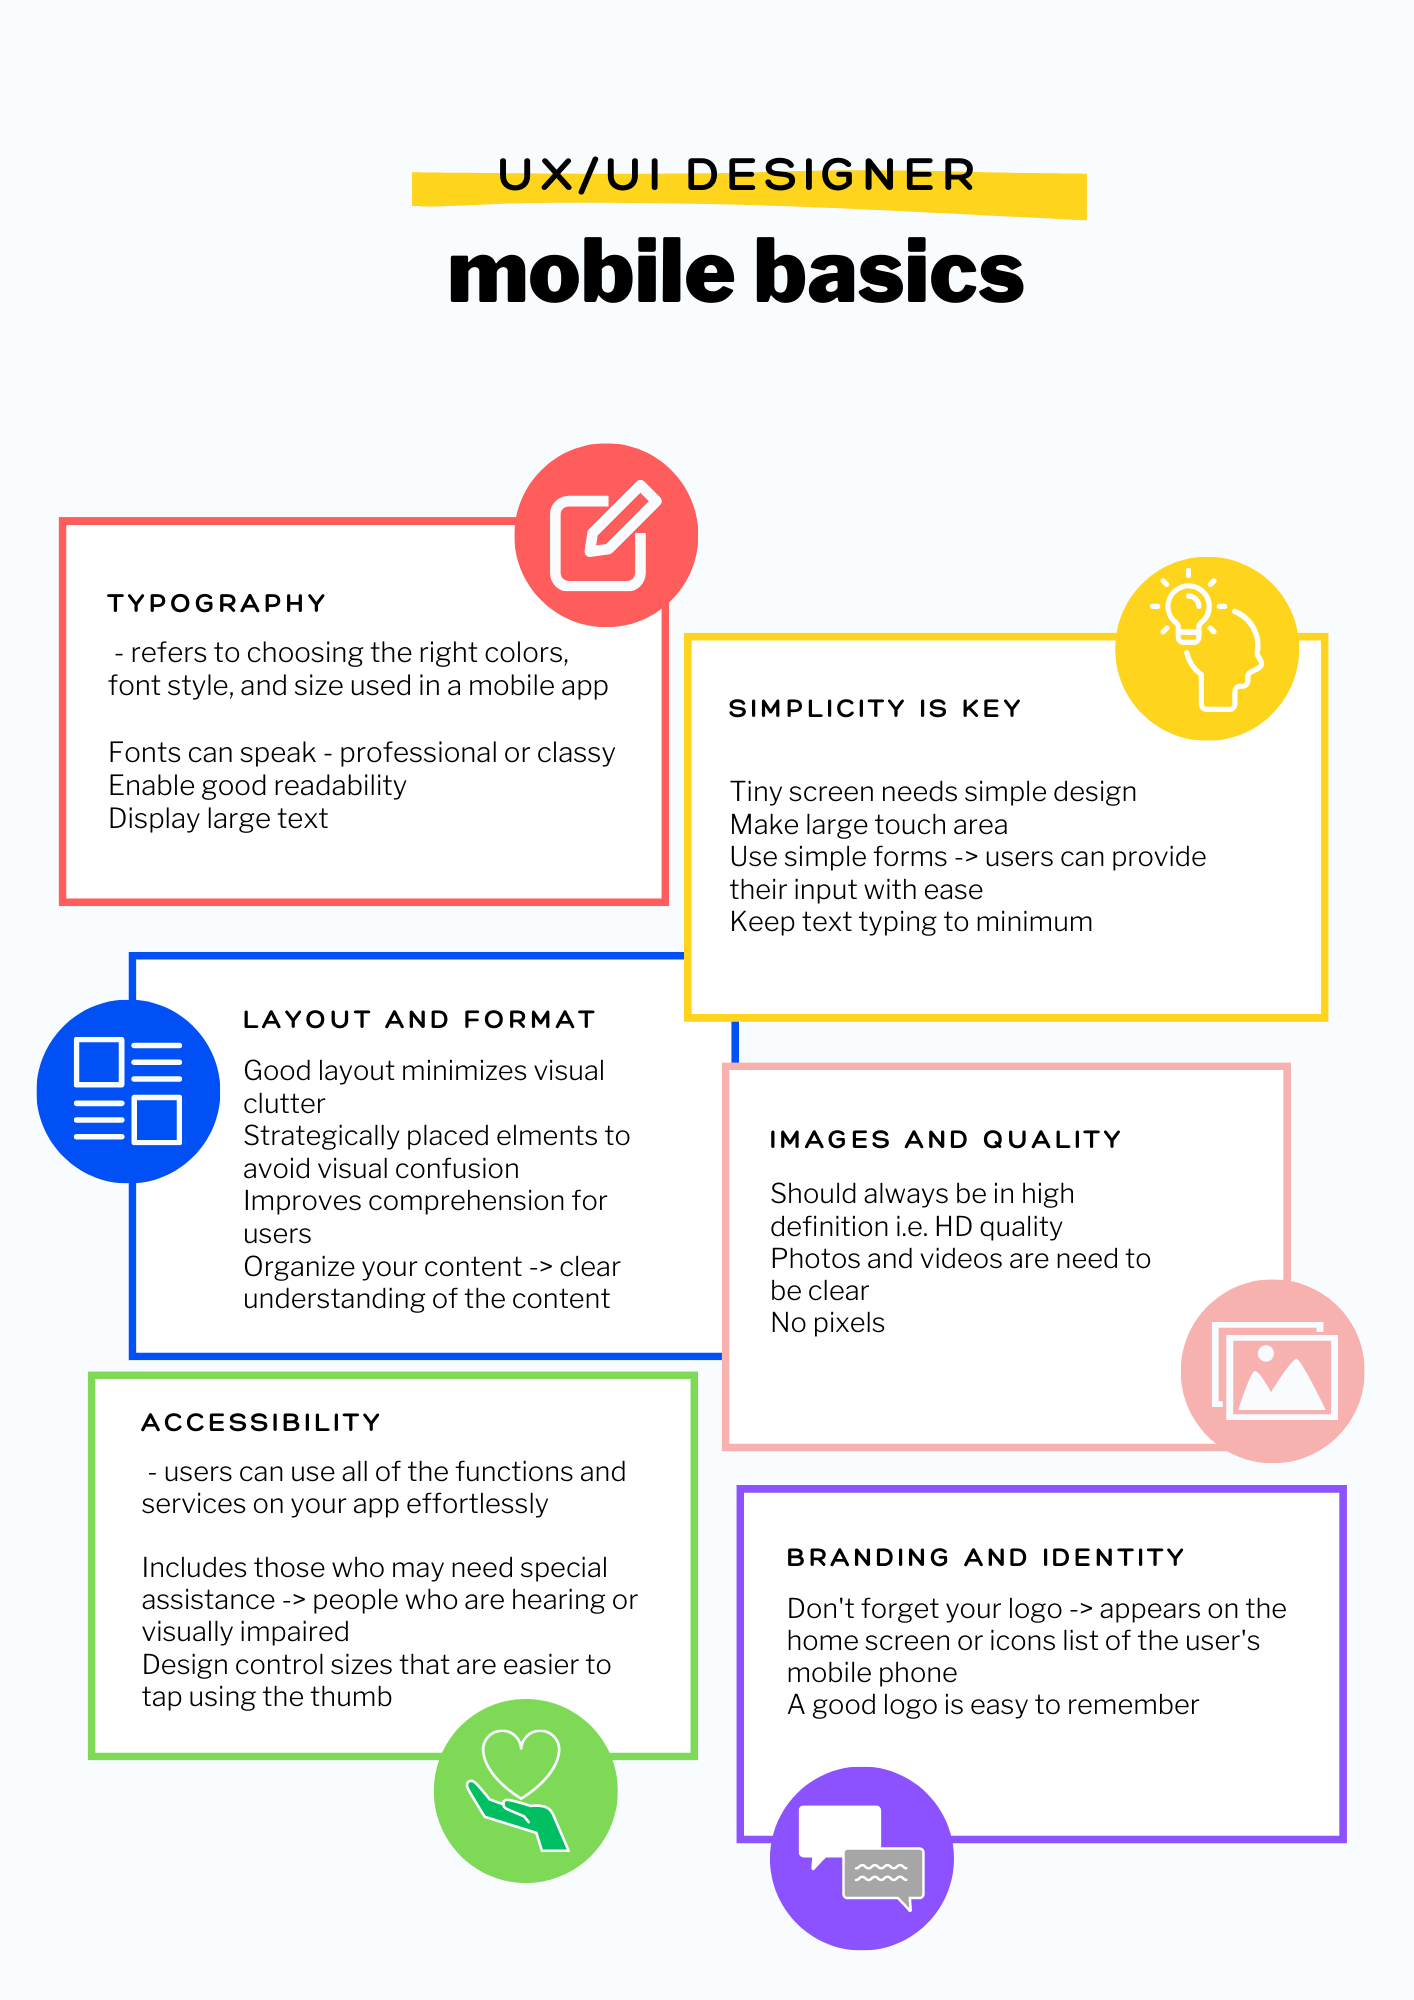 UX/UI DESIGNER
mobile basics
TYPOGRAPHY
- refers to choosing the right colors,
font style, and size used in a mobile app
Fonts can speak - professional or classy
Enable good readability
Display large text
SIMPLICITY IS KEY
Tiny screen needs simple design
Make large touch area
Use simple forms -> users can provide
their input with ease
Keep text typing to minimum
LAYOUT AND FORMAT
Good layout minimizes visual
clutter
Strategically placed elments to
avoid visual confusion
Improves comprehension for
users
Organize your content -> clear
understanding of the content
IMAGES AND QUALITY
Should always be in high
definition i.e. HD quality
Photos and videos are need to
be clear
No pixels
ACCESSIBILITY
- users can use all of the functions and
services on your app effortlessly
Includes those who may need special
assistance -> people who are hearing or
visually impaired
Design control sizes that are easier to
tap using the thumb
BRANDING AND IDENTITY
Don't forget your logo -> appears on the
home screen or icons list of the user's
mobile phone
A good logo is easy to remember